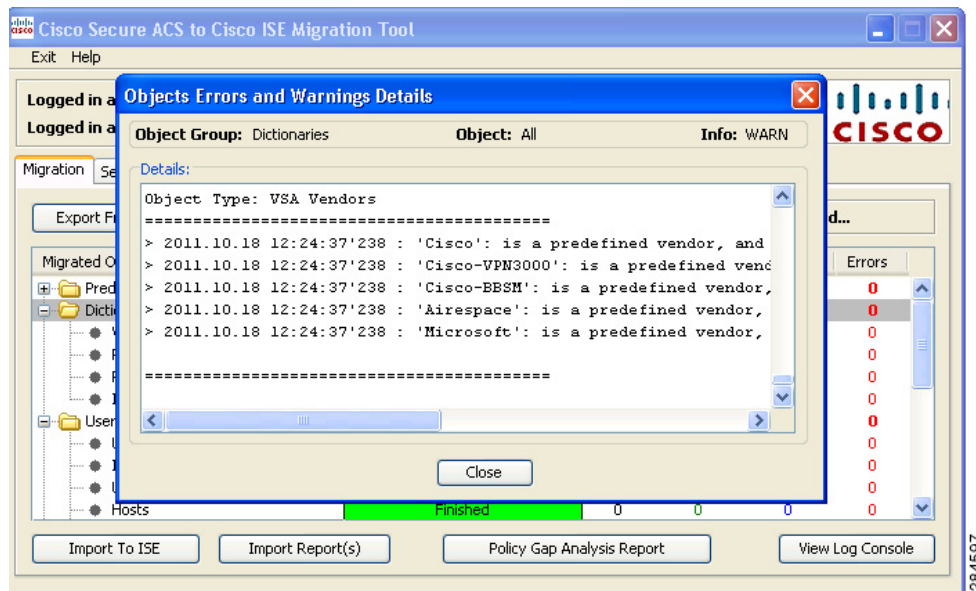 Cisco Secure ACS to Cisco ISE Migration Tool
Exit Help
Logged in a
Logged in a
CISCO
Objects Errors and Warnings Details
Object Group: Dictionaries Object: All Info: WARN
Details:
Object Type: VSA Vendors
==========================================
> 2011.10.18 12:24:37'238 : 'Cisco': is a predefined vendor, and
> 2011.10.18 12:24:37'238 : 'Cisco-VPN3000': is a predefined vend
> 2011.10.18 12:24:37'238 : 'Cisco-BBSM': is a predefined vendor,
> 2011.10.18 12:24:37'238 : 'Airespace': is a predefined vendor,
> 2011.10.18 12:24:37'238 : 'Microsoft': is a predefined vendor,
==========================================
Close
Migration Se
Export Fr d...
Migrated O Errors
Pred 0
Dicti 0
0
0
0
0
User 0
0
0
0
Hosts Finished 0 0 0 0
Import To ISE Import Report(s) Policy Gap Analysis Report View Log Console